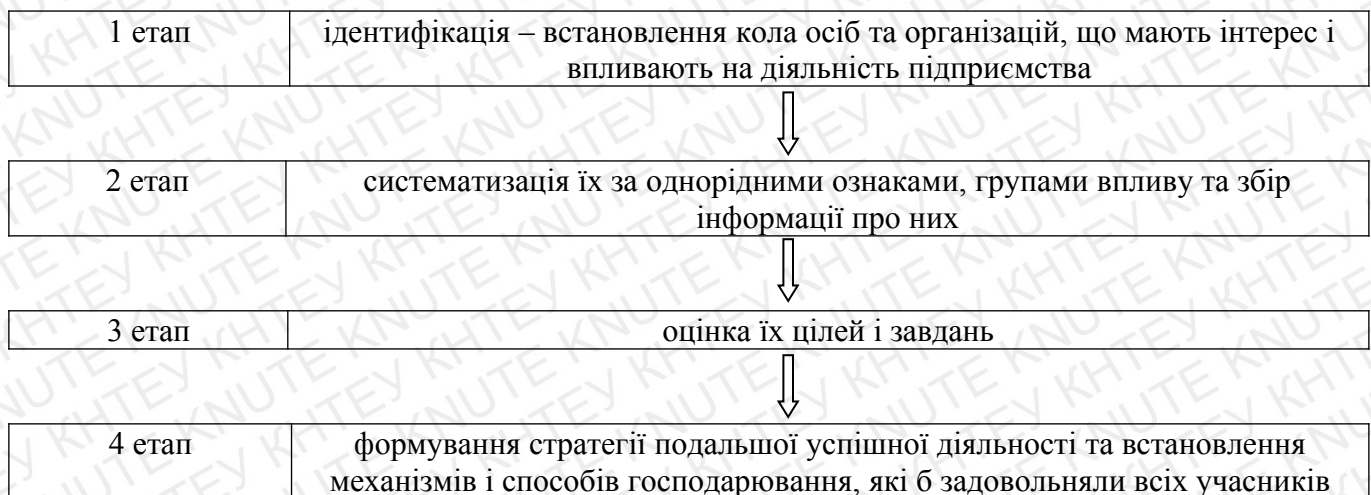 1 етап
ідентифікація – встановлення кола осіб та організацій, що мають інтерес і
впливають на діяльність підприємства
2 етап
систематизація їх за однорідними ознаками, групами впливу та збір
інформації про них
3 етап
оцінка їх цілей і завдань
4 етап
формування стратегії подальшої успішної діяльності та встановлення
механізмів і способів господарювання, які б задовольняли всіх учасників